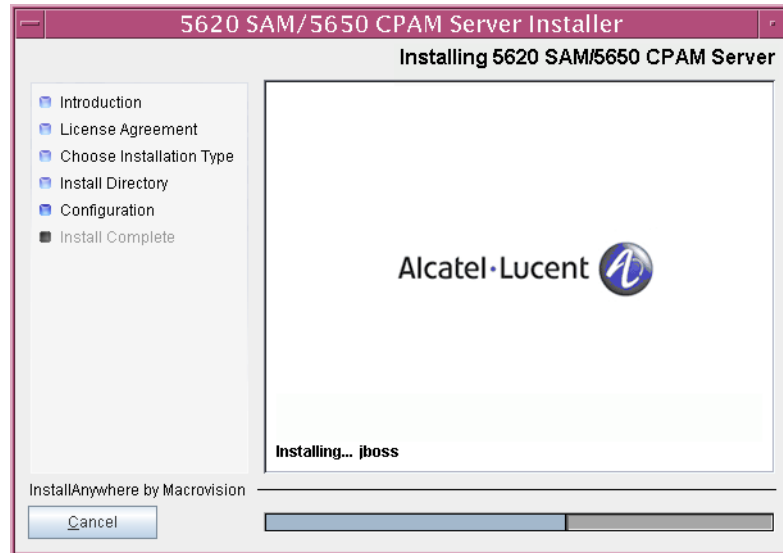 5620 SAM/5650 CPAM Server Installer
Installing 5620 SAM/5650 CPAM Server
Introduction
License Agreement
Choose Installation Type
Install Directory
Configuration
Install Complete
Alcatel·Lucent
Installing... jboss
InstallAnywhere by Macrovision
Cancel